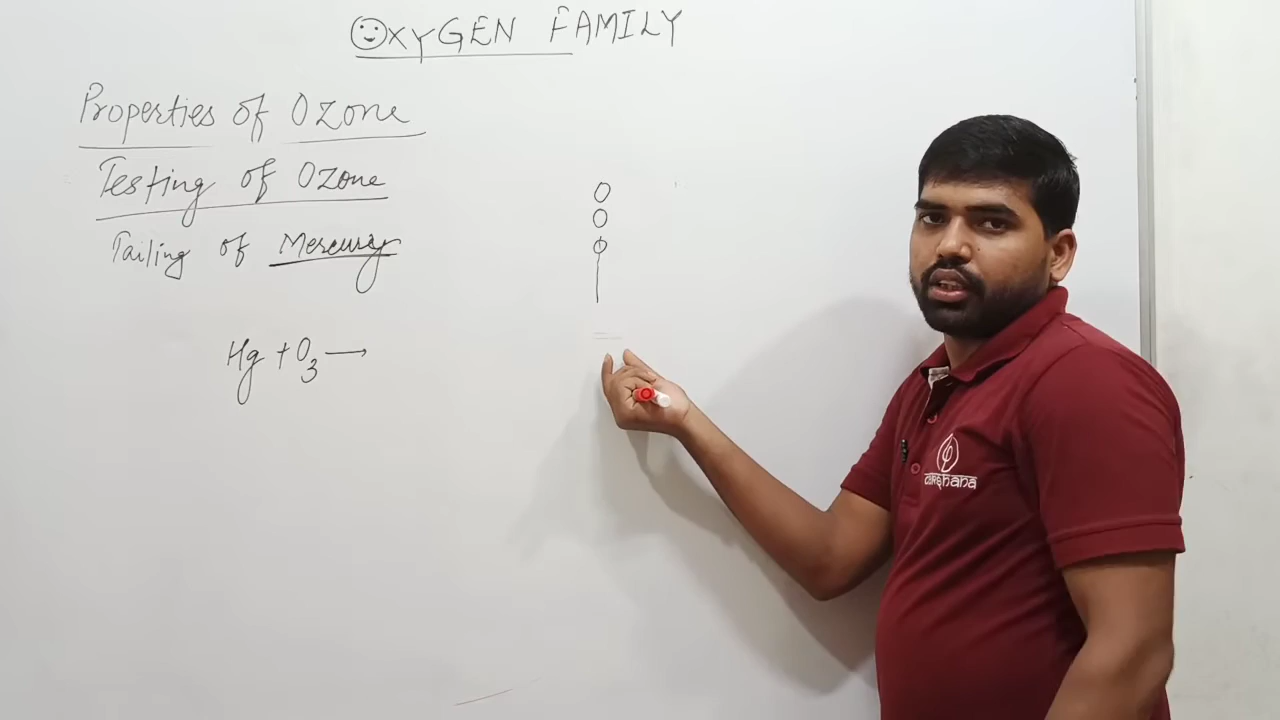 OXYGEN FAMILY
Properties of Ozone
Testing of Ozone
Tailing of Mercury
Hg + O3 →